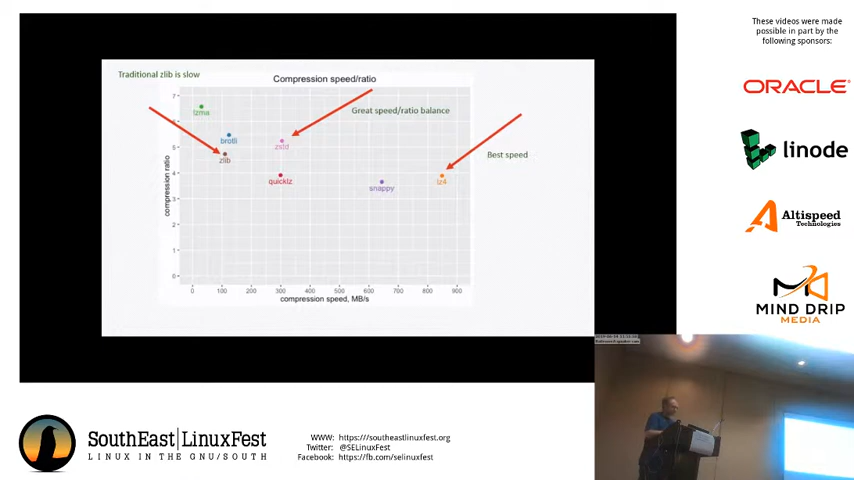 These videos were made
possible in part by the
following sponsors:
ORACLE
linode
Altispeed
Technologies
MIND DRIP
MEDIA
Traditional zlib is slow
Compression speed/ratio
Great speed/ratio balance
Best speed
compression ratio
7
5
4
3
2
1
0
lzma
brotli
zlib
zstd
quicklz
snappy
lz4
0 100 200 300 400 500 600 700 800 900
compression speed, MB/s
SouthEast|LinuxFest
LINUX IN THE GNU/SOUTH
WWW: https://southeastlinuxfest.org
Twitter: @SELinuxFest
Facebook: https://fb.com/selinuxfest